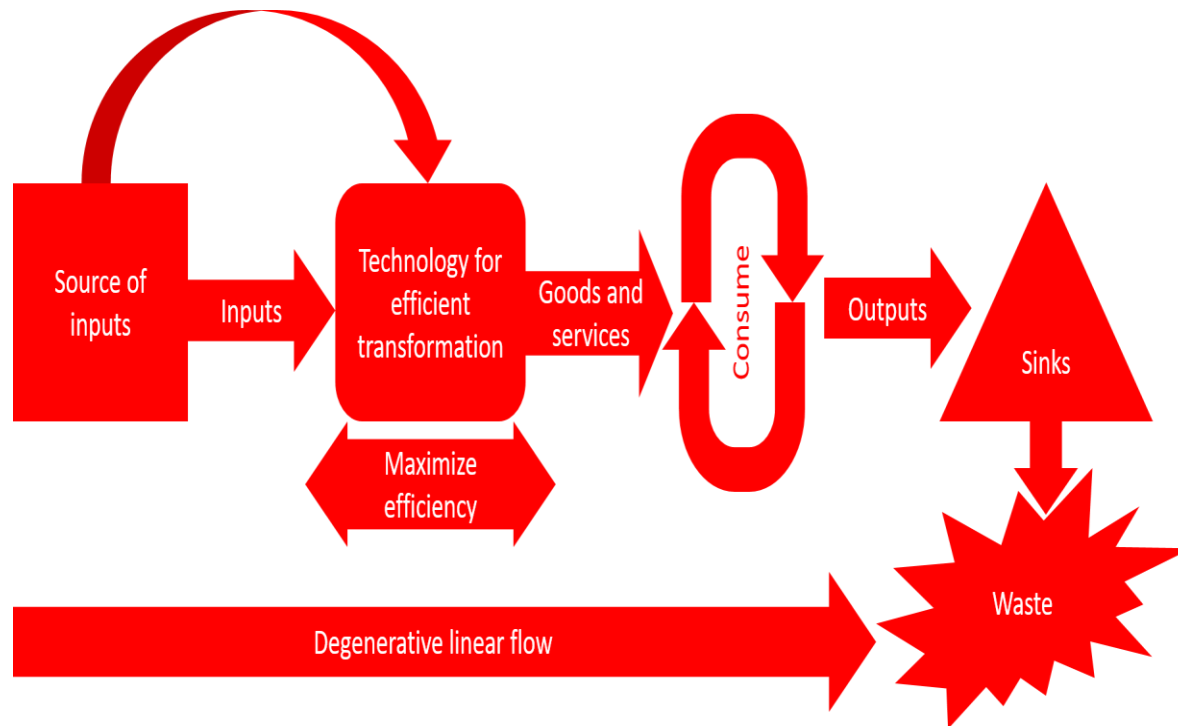 Source of
inputs
Inputs
Technology for
efficient
transformation
Maximize
efficiency
Goods and
services
Consume
Outputs
Sinks
Waste
Degenerative linear flow